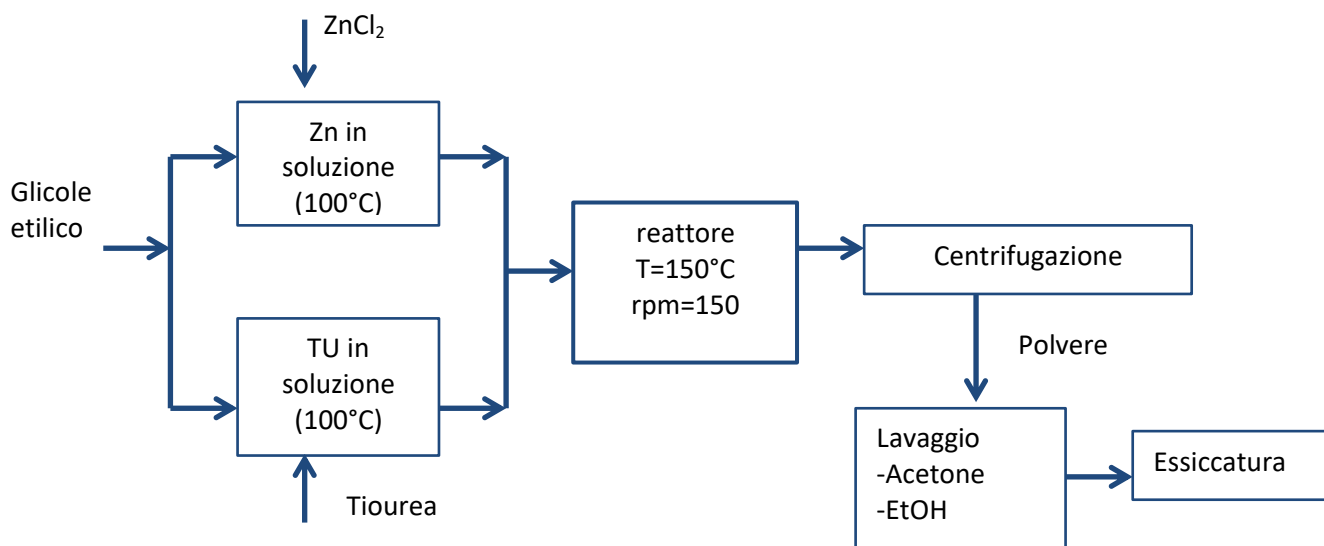 ZnCl₂
Zn in
soluzione
(100°C)
Glicole
etilico
TU in
soluzione
(100°C)
Tiourea
reattore
T=150°C
rpm=150
Centrifugazione
Polvere
Lavaggio
-Acetone
-EtOH
Essiccatura